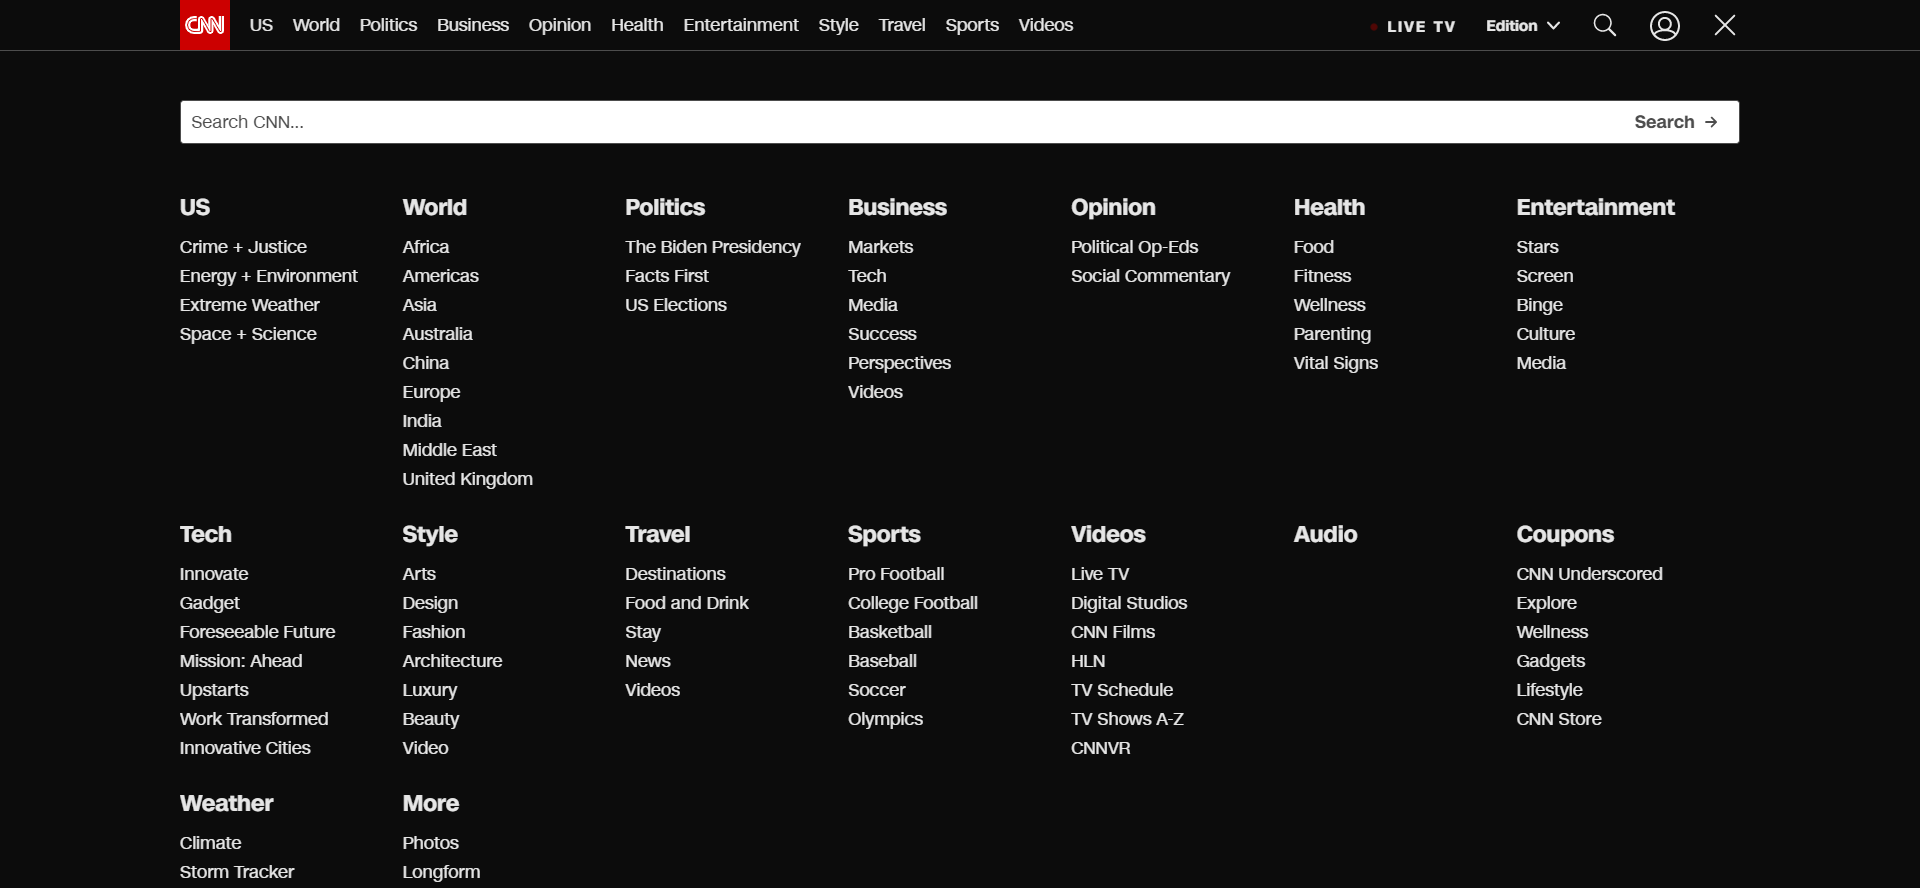 CNN US World Politics Business Opinion Health Entertainment Style Travel Sports Videos LIVE TV Edition
Search CNN... Search →
US
Crime + Justice
Energy + Environment
Extreme Weather
Space + Science
World
Africa
Americas
Asia
Australia
China
Europe
India
Middle East
United Kingdom
Politics
The Biden Presidency
Facts First
US Elections
Business
Markets
Tech
Media
Success
Perspectives
Videos
Opinion
Political Op-Eds
Social Commentary
Health
Food
Fitness
Wellness
Parenting
Vital Signs
Entertainment
Stars
Screen
Binge
Culture
Media
Tech
Innovate
Gadget
Foreseeable Future
Mission: Ahead
Upstarts
Work Transformed
Innovative Cities
Style
Arts
Design
Fashion
Architecture
Luxury
Beauty
Video
Travel
Destinations
Food and Drink
Stay
News
Videos
Sports
Pro Football
College Football
Basketball
Baseball
Soccer
Olympics
Videos
Live TV
Digital Studios
CNN Films
HLN
TV Schedule
TV Shows A-Z
CNNVR
Audio
Coupons
CNN Underscored
Explore
Wellness
Gadgets
Lifestyle
CNN Store
Weather
Climate
Storm Tracker
More
Photos
Longform